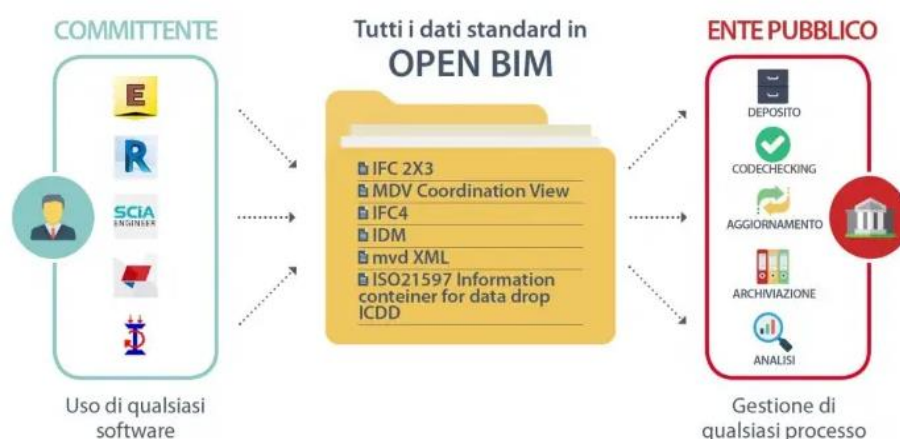 COMMITTENTE
E
R
SCiA
ENGINEER
Uso di qualsiasi
software
Tutti i dati standard in
OPEN BIM
IFC 2X3
MDV Coordination View
IFC4
IDM
mvd XML
ISO21597 Information
conteiner for data drop
ICDD
ENTE PUBBLICO
DEPOSITO
CODECHECKING
AGGIORNAMENTO
ARCHIVIAZIONE
ANALISI
Gestione di
qualsiasi processo